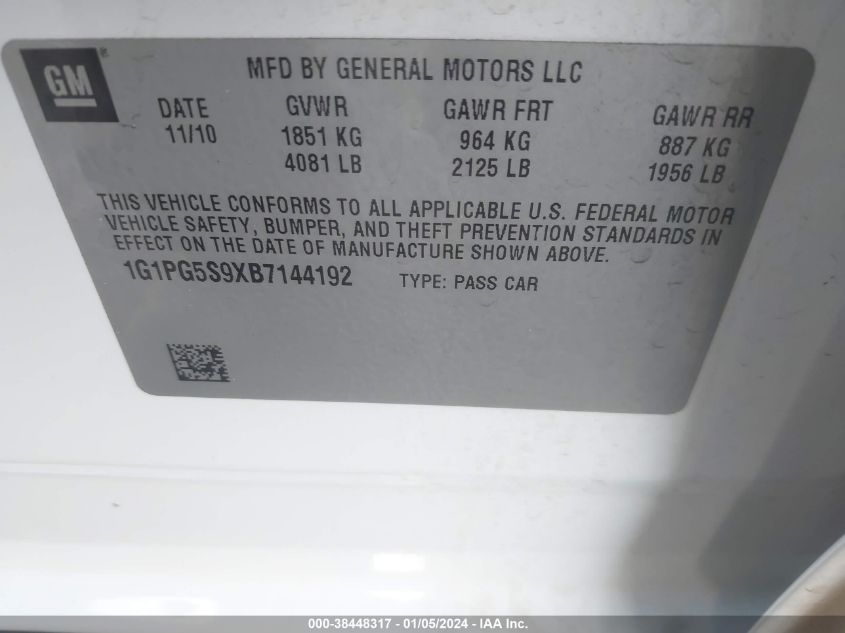 GM®
MFD BY GENERAL MOTORS LLC
DATE GVWR GAWR FRT GAWR RR
11/10 1851 KG 964 KG 887 KG
4081 LB 2125 LB 1956 LB
THIS VEHICLE CONFORMS TO ALL APPLICABLE U.S. FEDERAL MOTOR
VEHICLE SAFETY, BUMPER, AND THEFT PREVENTION STANDARDS IN
EFFECT ON THE DATE OF MANUFACTURE SHOWN ABOVE.
1G1PG5S9XB7144192 TYPE: PASS CAR
000-38448317 - 01/05/2024 - IAA Inc.